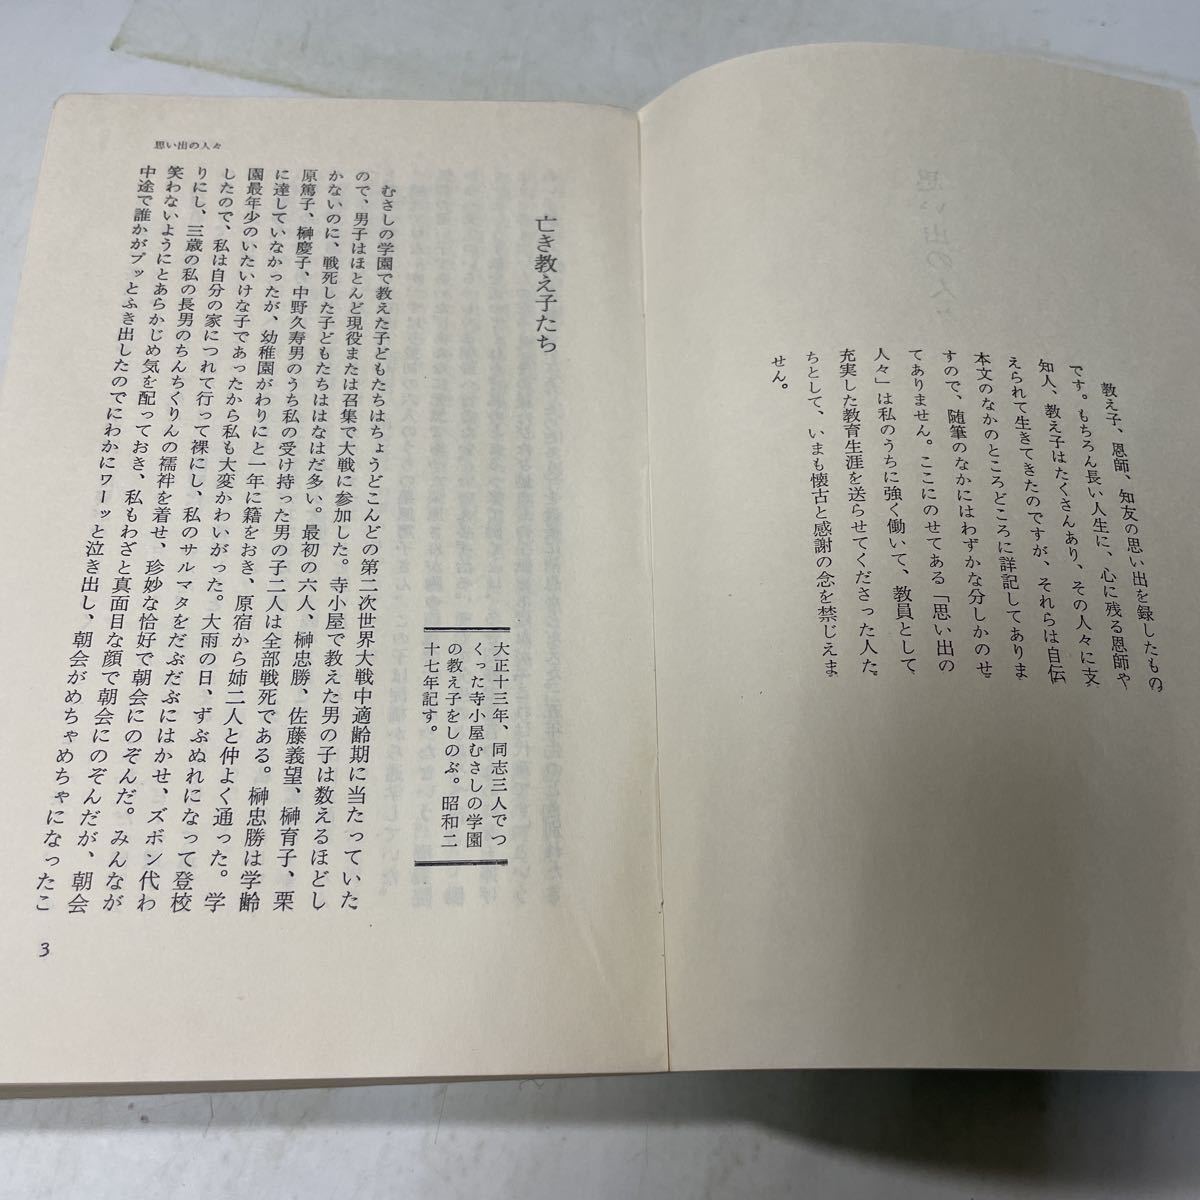 教え子、恩師、知友の思い出を録したもの
です。もちろん長い人生に、心に残る恩師や
知人、教え子はたくさんあり、その人々に支
えられて生きてきたのですが、それらは自伝
本文のなかのところどころに詳記してありま
すので、随筆のなかにはわずかな分しかのせ
てありません。ここにのせてある「思い出の
人々」は私のうちに強く働いて、教員として
充実した教育生涯を送らせてくださった人た
ちとして、いまも懐古と感謝の念を禁じえま
せん。
亡き教え子たち
大正十三年、同志三人でつ
くった寺小屋むさしの学園
の教え子をしのぶ。昭和二
十七年記す。
むさしの学園で教えた子どもたちはちょうどこんどの第二次世界大戦中適齢期に当たっていた
ので、男子はほとんど現役または召集で大戦に参加した。寺小屋で教えた男の子は数えるほどし
かないのに、戦死した子どもたちははなはだ多い。最初の六人、榊忠勝、佐藤義望、榊育子、栗
原篤子、榊慶子、中野久寿男のうち私の受け持った男の子二人は全部戦死である。榊忠勝は学齢
に達していなかったが、幼稚園がわりにと一年に籍をおき、原宿から姉二人と仲よく通った。学
園最年少のいたいけな子であったから私も大変かわいがった。大雨の日、ずぶぬれになって登校
したので、私は自分の家につれて行って裸にし、私のサルマタをだぶだぶにはかせ、ズボン代わ
りにし、三歳の私の長男のちんちくりんの襦袢を着せ、珍妙な恰好で朝会にのぞんだ。みんなが
笑わないようにとあらかじめ気を配っておき、私もわざと真面目な顔で朝会にのぞんだが、朝会
中途で誰かがプッとふき出したのでにわかにワーッと泣き出し、朝会がめちゃめちゃになったこ
思い出の人々
3